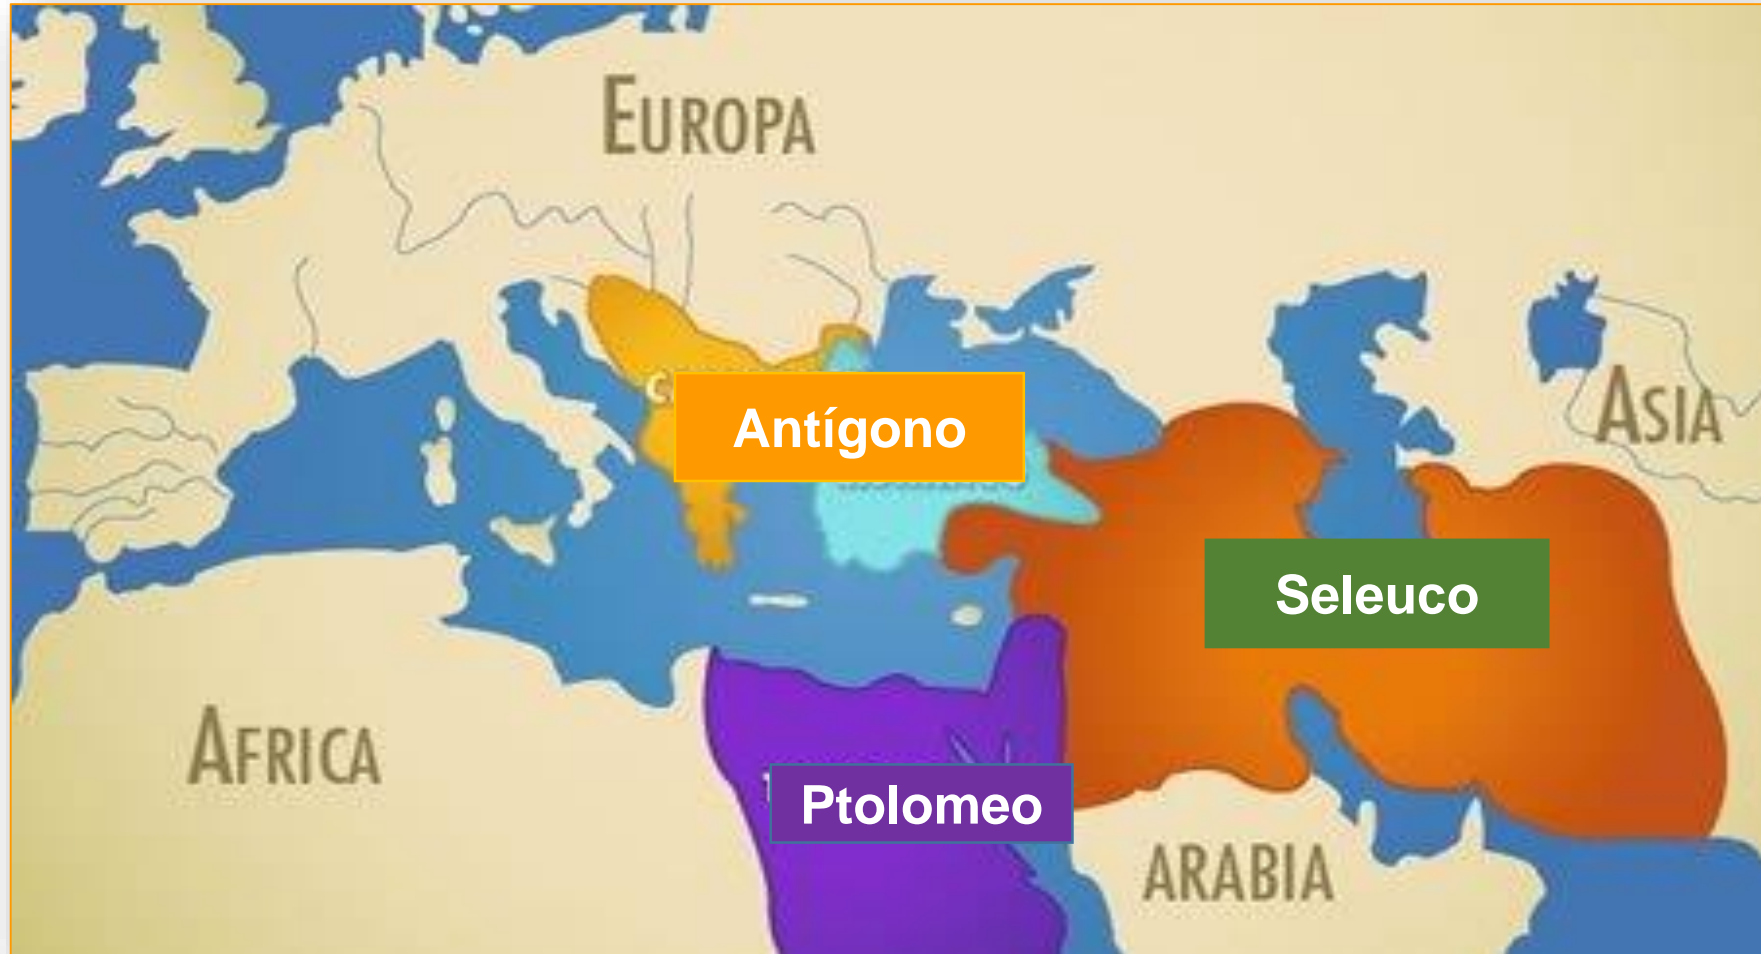 EUROPA
ASIA
Antígono
Seleuco
AFRICA
Ptolomeo
ARABIA